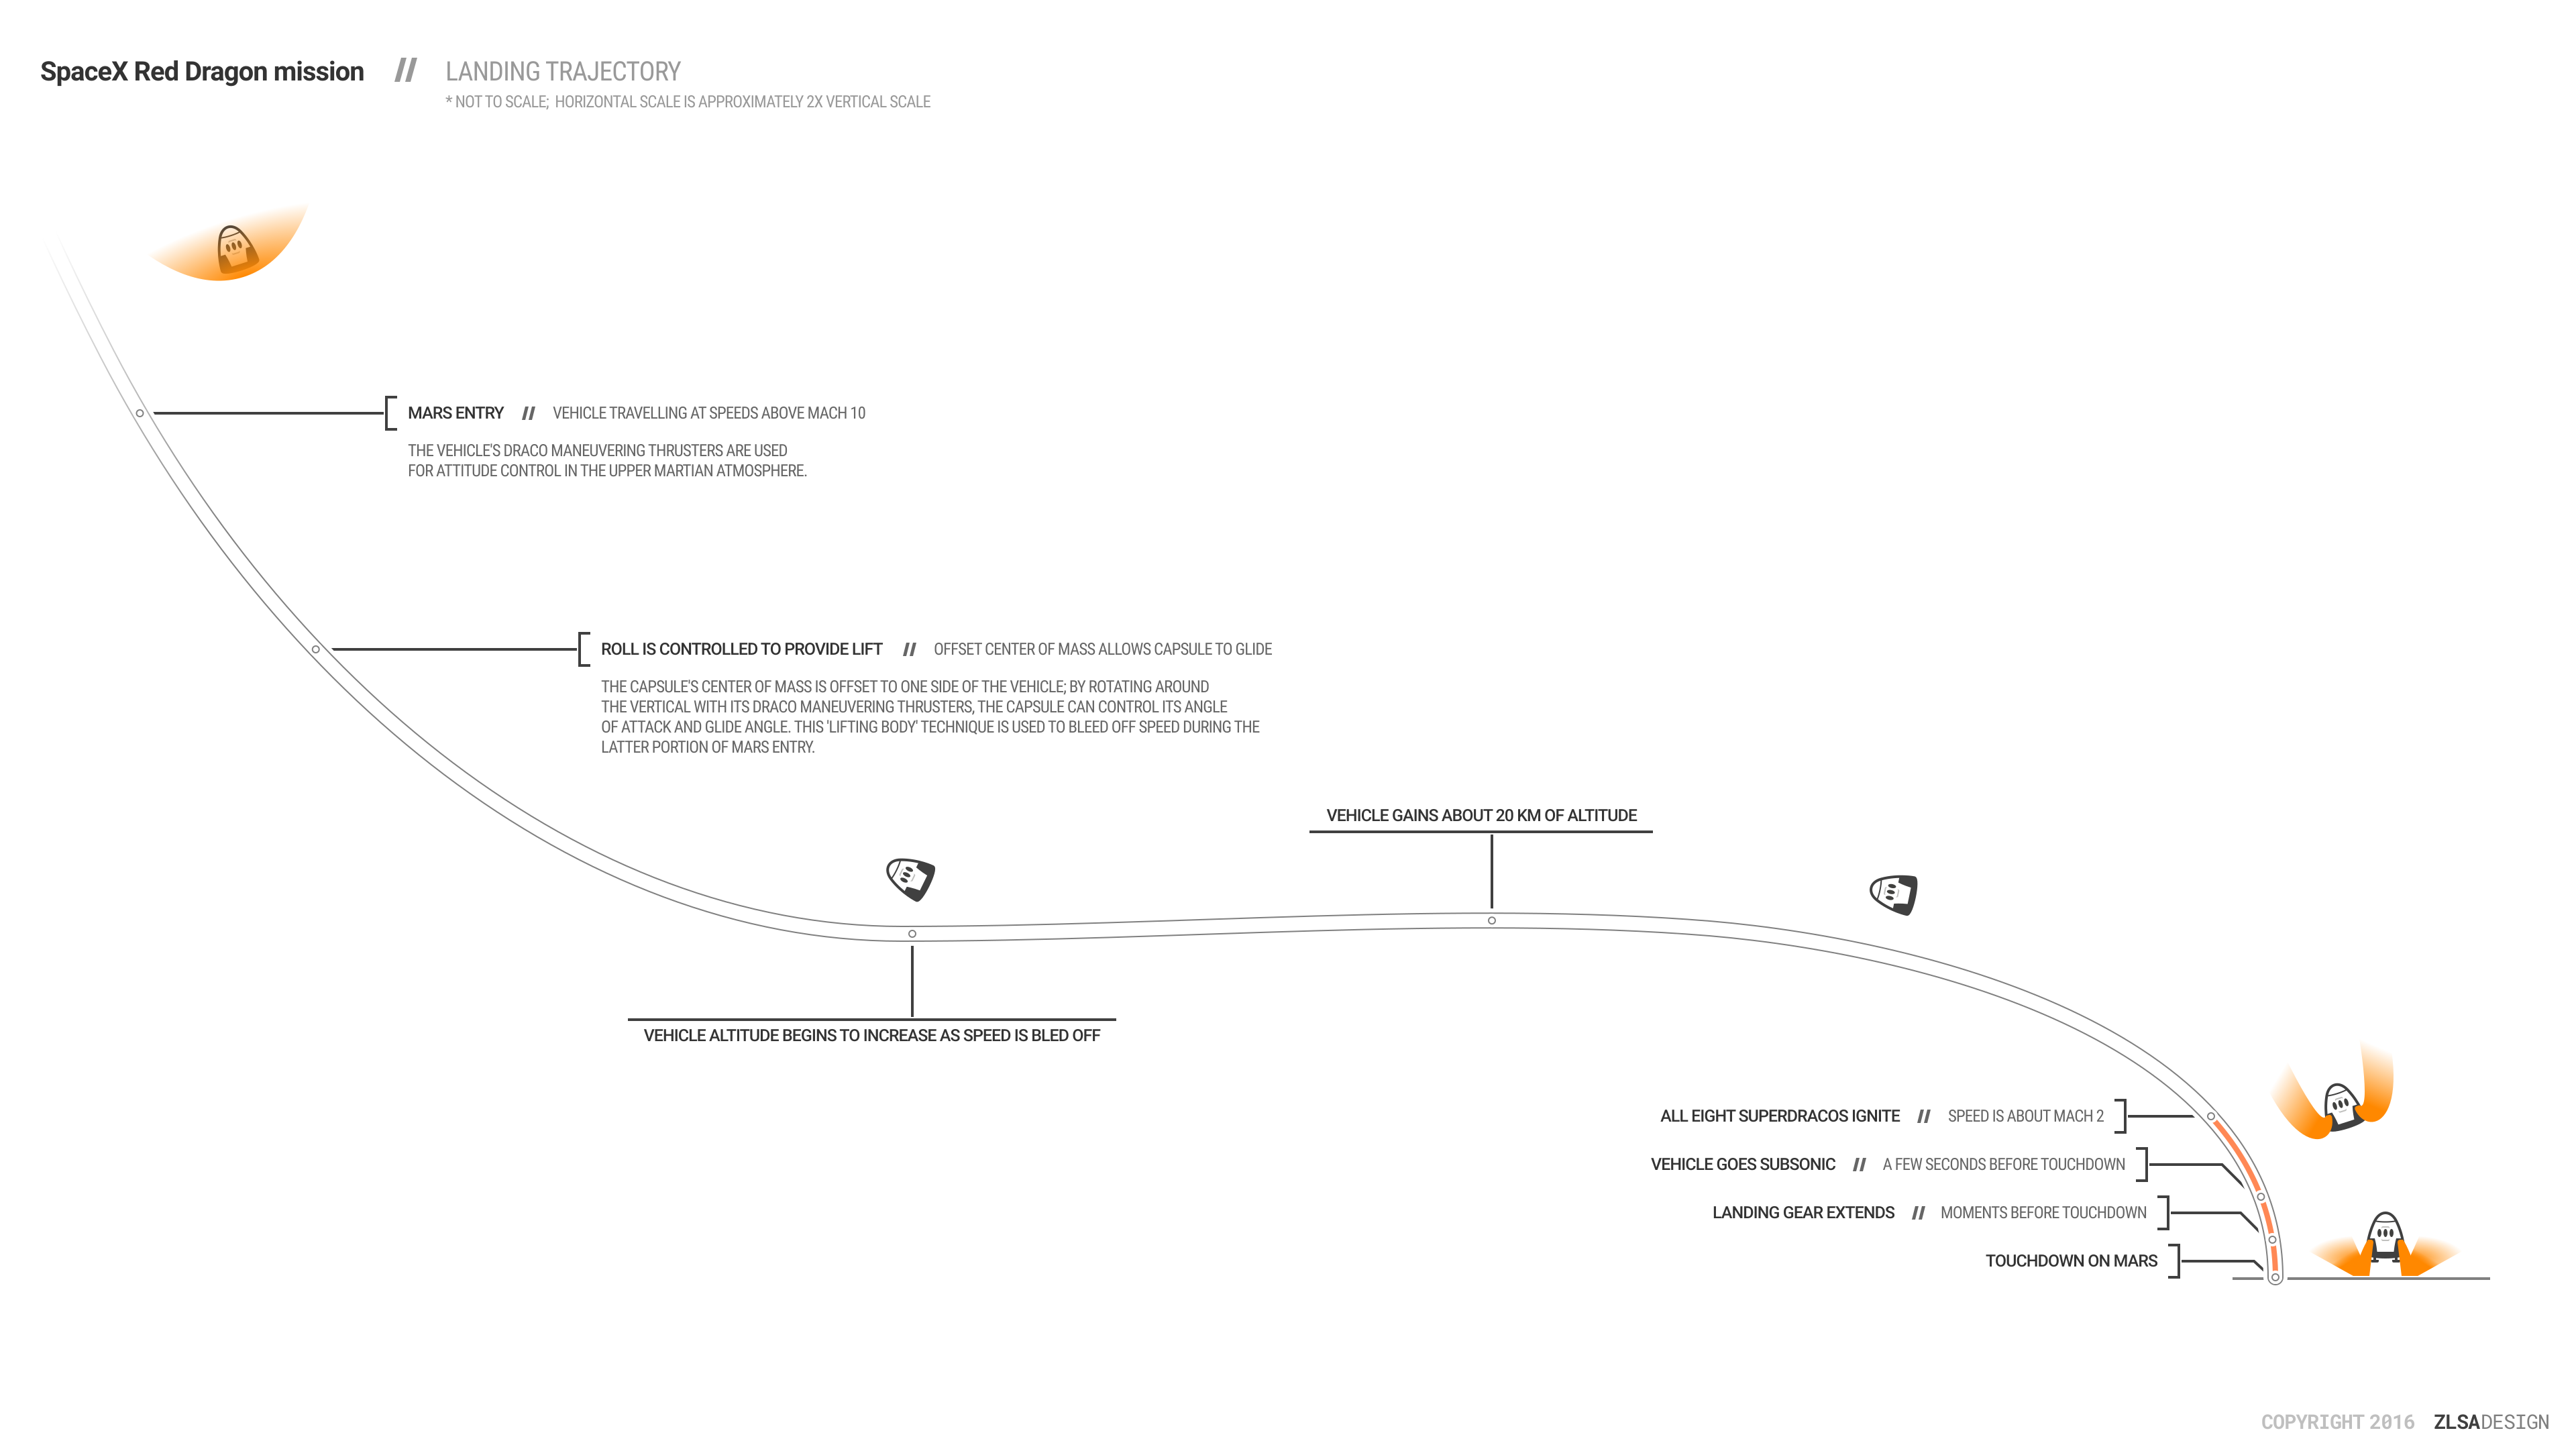 SpaceX Red Dragon mission // LANDING TRAJECTORY
* NOT TO SCALE; HORIZONTAL SCALE IS APPROXIMATELY 2X VERTICAL SCALE
MARS ENTRY // VEHICLE TRAVELLING AT SPEEDS ABOVE MACH 10
THE VEHICLE'S DRACO MANEUVERING THRUSTERS ARE USED
FOR ATTITUDE CONTROL IN THE UPPER MARTIAN ATMOSPHERE.
ROLL IS CONTROLLED TO PROVIDE LIFT // OFFSET CENTER OF MASS ALLOWS CAPSULE TO GLIDE
THE CAPSULE'S CENTER OF MASS IS OFFSET TO ONE SIDE OF THE VEHICLE; BY ROTATING AROUND
THE VERTICAL WITH ITS DRACO MANEUVERING THRUSTERS, THE CAPSULE CAN CONTROL ITS ANGLE
OF ATTACK AND GLIDE ANGLE. THIS 'LIFTING BODY' TECHNIQUE IS USED TO BLEED OFF SPEED DURING THE
LATTER PORTION OF MARS ENTRY.
VEHICLE GAINS ABOUT 20 KM OF ALTITUDE
VEHICLE ALTITUDE BEGINS TO INCREASE AS SPEED IS BLED OFF
ALL EIGHT SUPERDRACOS IGNITE // SPEED IS ABOUT MACH 2
VEHICLE GOES SUBSONIC // A FEW SECONDS BEFORE TOUCHDOWN
LANDING GEAR EXTENDS // MOMENTS BEFORE TOUCHDOWN
TOUCHDOWN ON MARS
COPYRIGHT 2016 ZLSADESIGN